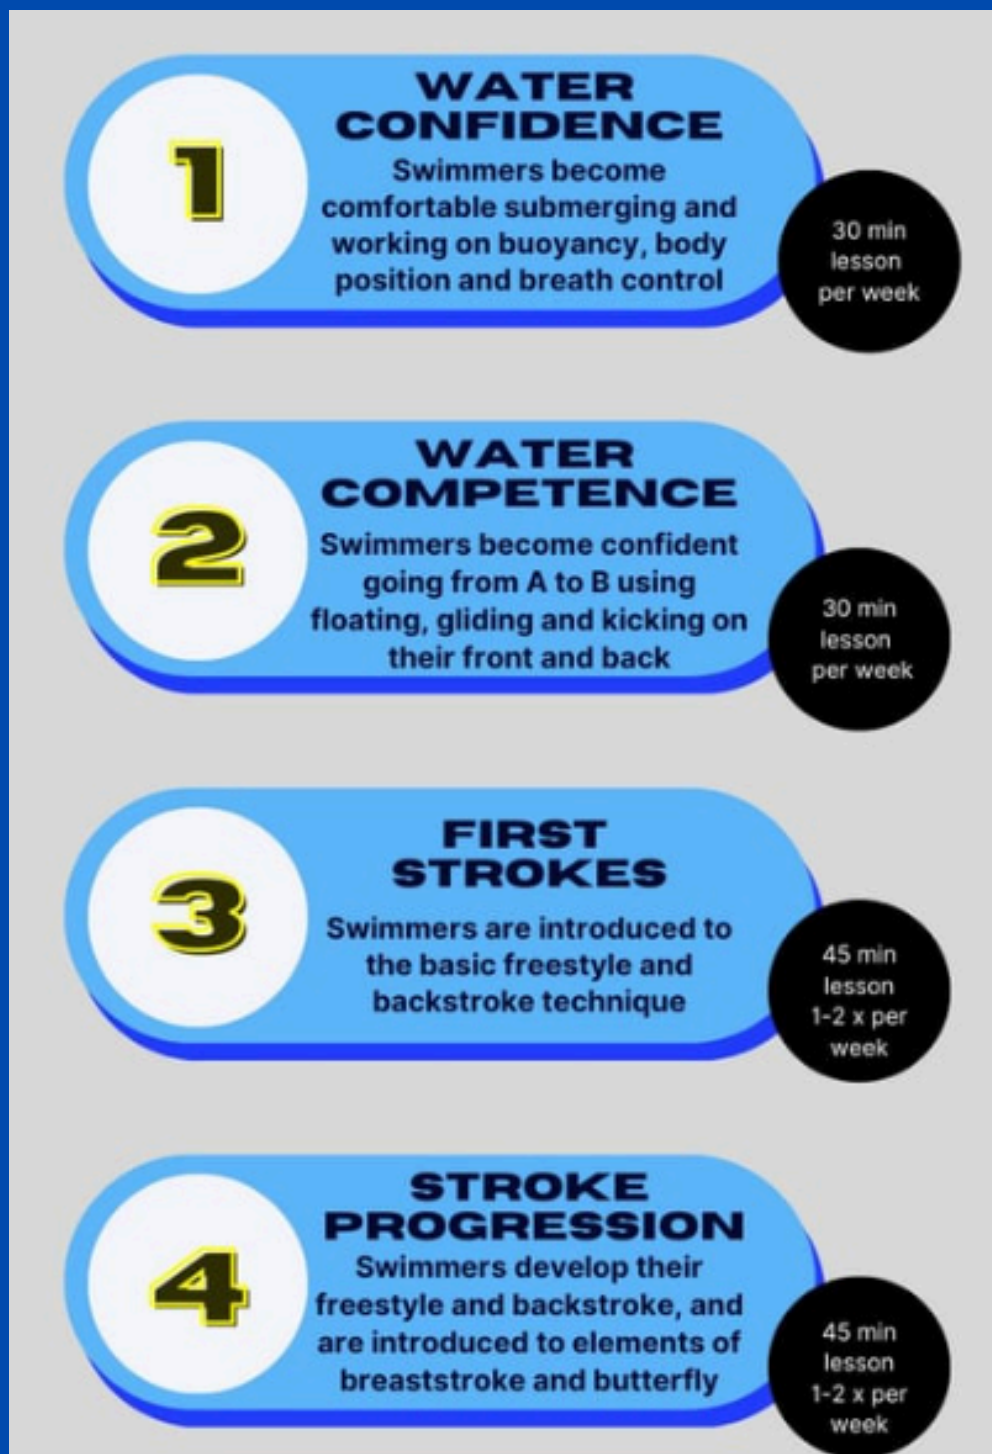 1
WATER
CONFIDENCE
Swimmers become
comfortable submerging and
working on buoyancy, body
position and breath control
30 min
lesson
per week
2
WATER
COMPETENCE
Swimmers become confident
going from A to B using
floating, gliding and kicking on
their front and back
30 min
lesson
per week
3
FIRST
STROKES
Swimmers are introduced to
the basic freestyle and
backstroke technique
45 min
lesson
1-2 x per
week
4
STROKE
PROGRESSION
Swimmers develop their
freestyle and backstroke, and
are introduced to elements of
breaststroke and butterfly
45 min
lesson
1-2 x per
week